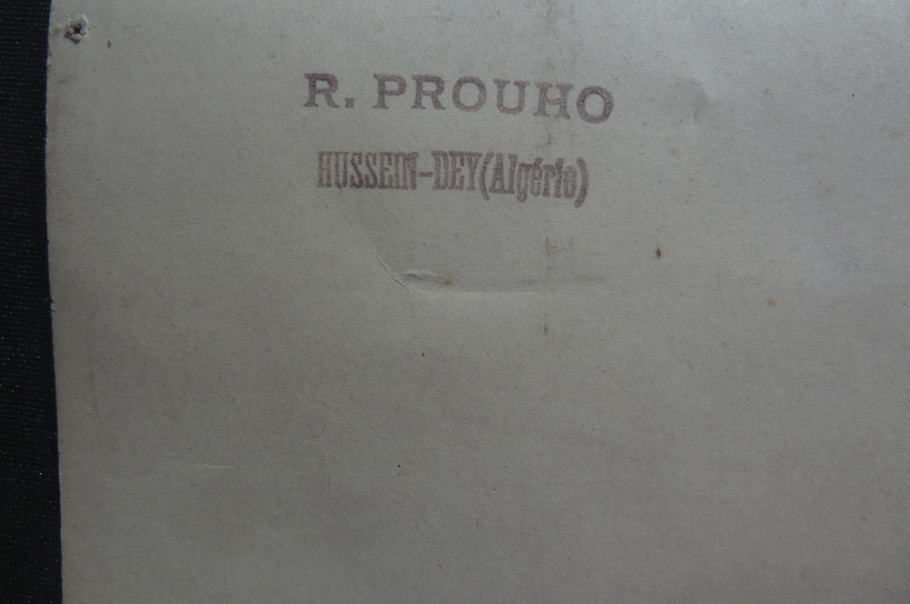 R. PROUHO
HUSSEIN-DEY(Algérie)